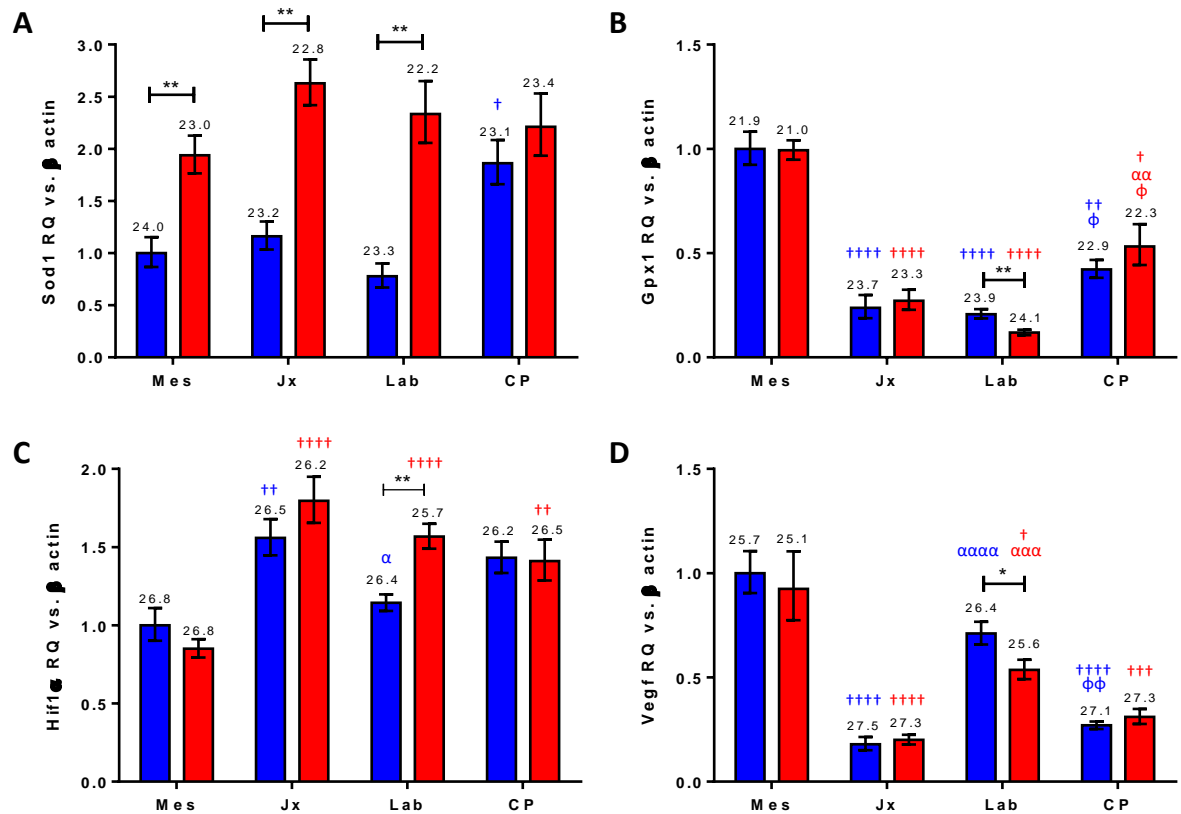 A
Sod1 RQ vs. β actin
3.0
2.5
2.0
1.5
1.0
0.5
0.0
** ** **
24.0 23.0 23.2 22.8 23.3 22.2 † 23.1 23.4
Mes Jx Lab CP
B
Gpx1 RQ vs. β actin
1.5
1.0
0.5
0.0
21.9 21.0
†††† ††††
23.7 23.3
†††† ††††
**
23.9 24.1
††
ϕ
22.9
†
αα
ϕ
22.3
Mes Jx Lab CP
C
Hif1α RQ vs. β actin
2.0
1.5
1.0
0.5
0.0
26.8 26.8
††
26.5
††††
26.2
α
26.4
**
††††
25.7
26.2
††
26.5
Mes Jx Lab CP
D
Vegf RQ vs. β actin
1.5
1.0
0.5
0.0
25.7 25.1
†††† ††††
27.5 27.3
αααα
†
ααα
*
26.4 25.6
††††
ϕϕ
27.1
†††
27.3
Mes Jx Lab CP